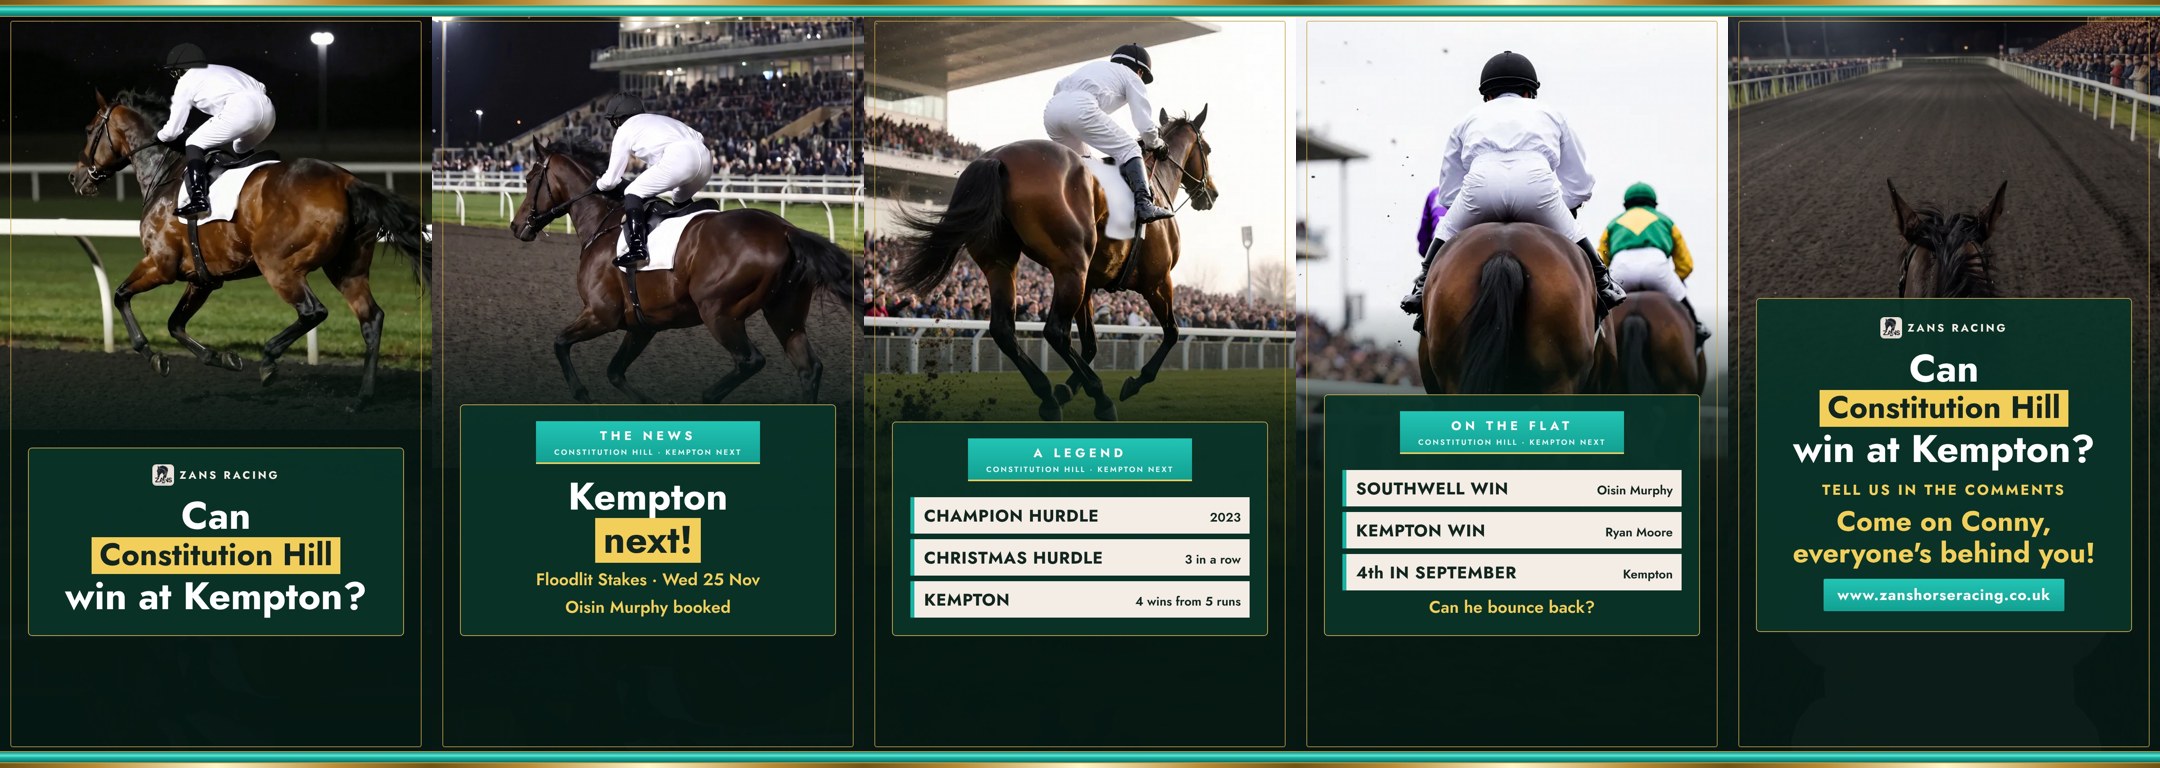 ZANS RACING
Can
Constitution Hill
win at Kempton?
THE NEWS
CONSTITUTION HILL - KEMPTON NEXT
Kempton
next!
Floodlit Stakes · Wed 25 Nov
Oisin Murphy booked
A LEGEND
CONSTITUTION HILL - KEMPTON NEXT
CHAMPION HURDLE 2023
CHRISTMAS HURDLE 3 in a row
KEMPTON 4 wins from 5 runs
ON THE FLAT
CONSTITUTION HILL - KEMPTON NEXT
SOUTHWELL WIN Oisin Murphy
KEMPTON WIN Ryan Moore
4th IN SEPTEMBER Kempton
Can he bounce back?
ZANS RACING
Can
Constitution Hill
win at Kempton?
TELL US IN THE COMMENTS
Come on Conny,
everyone's behind you!
www.zanshorseracing.co.uk